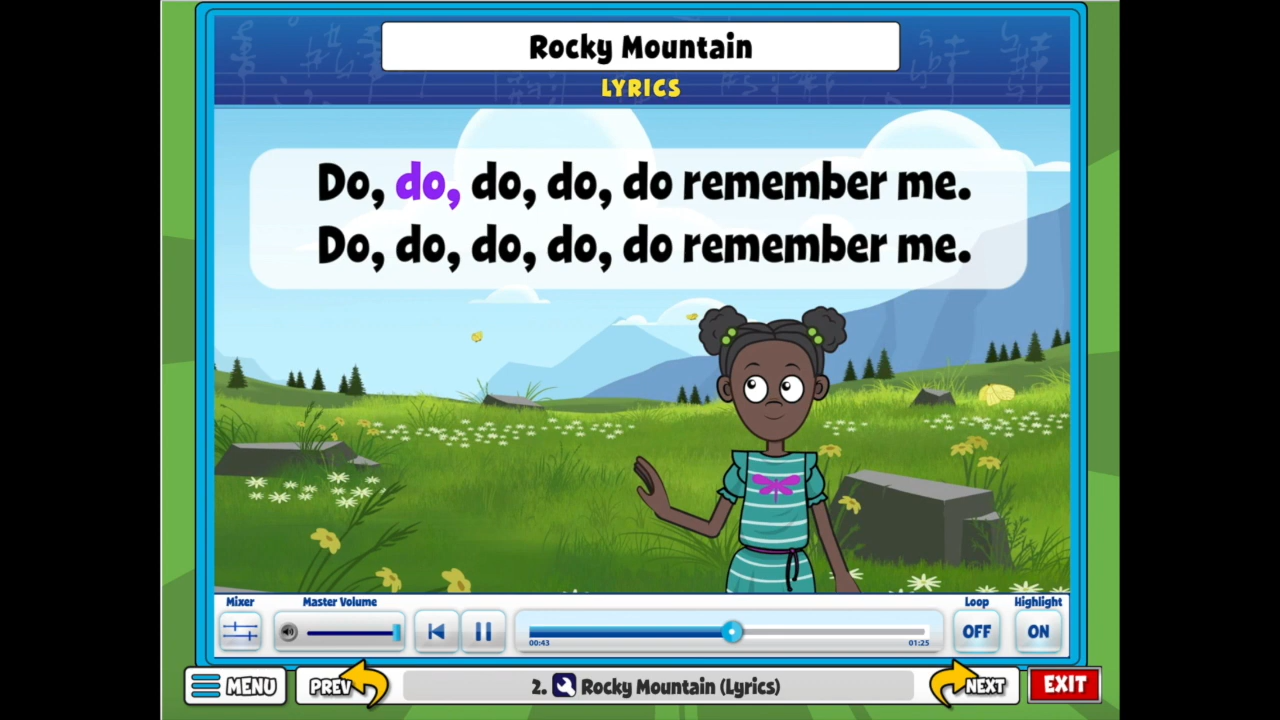 Rocky Mountain
LYRICS
Do, do, do, do, do remember me.
Do, do, do, do, do remember me.
Mixer
Master Volume
Loop
Highlight
00:43
01:25
OFF
ON
MENU
PREV
2. Rocky Mountain (Lyrics)
NEXT
EXIT